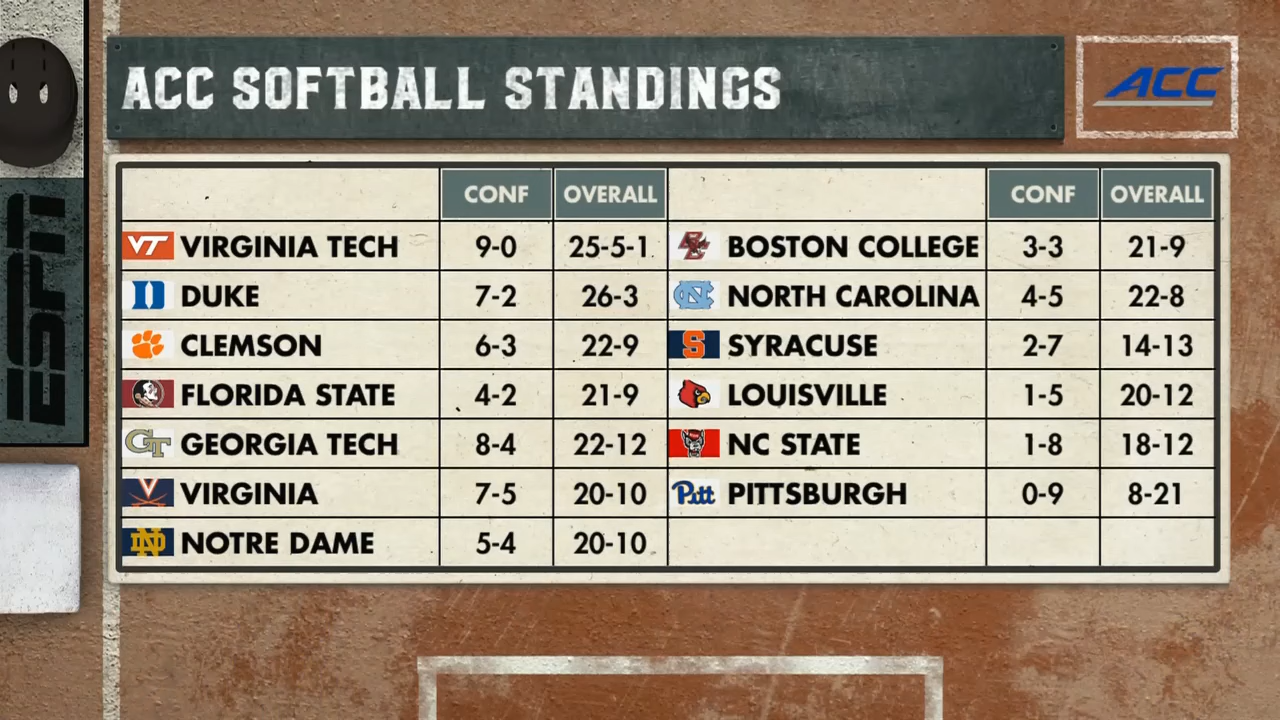 ACC SOFTBALL STANDINGS
ACC
ESPN
CONF OVERALL CONF OVERALL
VT VIRGINIA TECH 9-0 25-5-1 BOSTON COLLEGE 3-3 21-9
D DUKE 7-2 26-3 NC NORTH CAROLINA 4-5 22-8
CLEMSON 6-3 22-9 S SYRACUSE 2-7 14-13
FLORIDA STATE 4-2 21-9 LOUISVILLE 1-5 20-12
GT GEORGIA TECH 8-4 22-12 NC STATE 1-8 18-12
V VIRGINIA 7-5 20-10 Pitt PITTSBURGH 0-9 8-21
ND NOTRE DAME 5-4 20-10